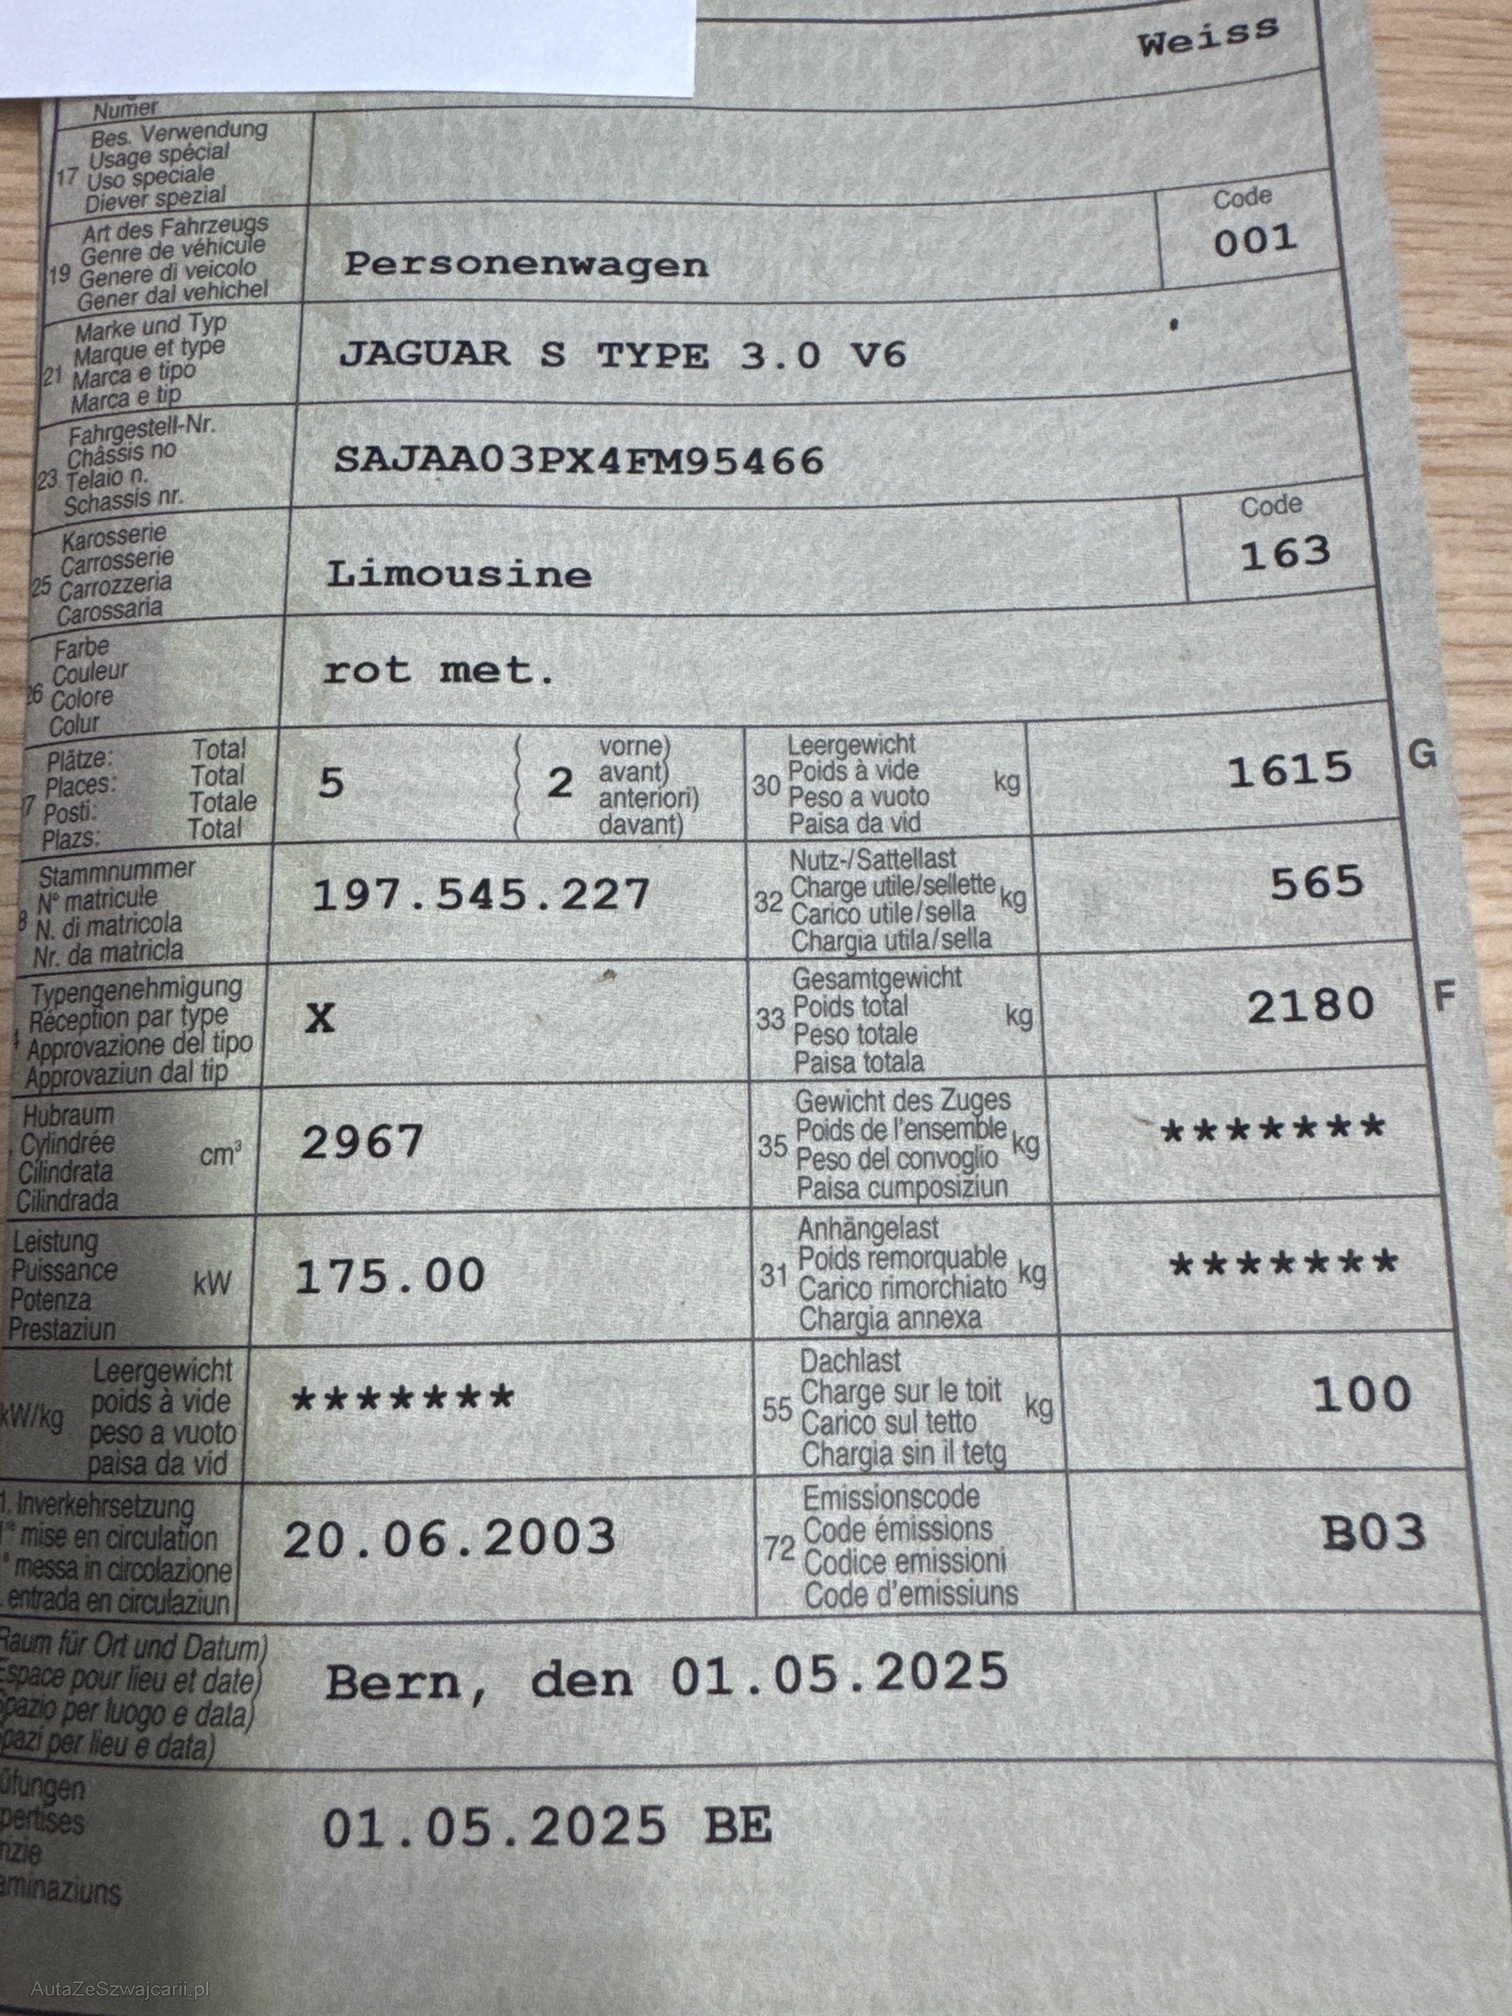 Weiss
Numer
Bes. Verwendung
Usage spécial
17 Uso speciale
Diever spezial
Art des Fahrzeugs
Genre de véhicule
19 Genere di veicolo
Gener dal vehichel
Personenwagen
Code
001
Marke und Typ
Marque et type
21 Marca e tipo
Marca e tip
JAGUAR S TYPE 3.0 V6
Fahrgestell-Nr.
Châssis no
23 Telaio n.
Schassis nr.
SAJAA03PX4FM95466
Karosserie
Carrosserie
25 Carrozzeria
Carossaria
Limousine
Code
163
Farbe
Couleur
26 Colore
Colur
rot met.
Plätze: Total
Places: Total
7 Posti: Totale
Plazs: Total
5 ( 2 vorne)
( avant)
( anteriori)
( davant)
Leergewicht
30 Poids à vide kg
Peso a vuoto
Paisa da vid
1615 G
Stammnummer
N° matricule
8 N. di matricola
Nr. da matricla
197.545.227
Nutz-/Sattellast
32 Charge utile/sellette kg
Carico utile/sella
Chargia utila/sella
565
Typengenehmigung
Réception par type
Approvazione del tipo
Approvaziun dal tip
X
Gesamtgewicht
33 Poids total kg
Peso totale
Paisa totala
2180 F
Hubraum
Cylindrée cm³
Cilindrata
Cilindrada
2967
Gewicht des Zuges
35 Poids de l'ensemble kg
Peso del convoglio
Paisa cumposiziun
*******
Leistung
Puissance kW
Potenza
Prestaziun
175.00
Anhängelast
31 Poids remorquable kg
Carico rimorchiato
Chargia annexa
*******
Leergewicht
kW/kg poids à vide
peso a vuoto
paisa da vid
*******
Dachlast
55 Charge sur le toit kg
Carico sul tetto
Chargia sin il tetg
100
1. Inverkehrsetzung
mise en circulation
messa in circolazione
entrada en circulaziun
20.06.2003
Emissionscode
72 Code émissions
Codice emissioni
Code d'emissiuns
B03
Raum für Ort und Datum)
Espace pour lieu et date)
pazio per luogo e data)
pazi per lieu e data)
Bern, den 01.05.2025
üfungen
pertises
nzie
aminaziuns
01.05.2025 BE
AutaZeSzwajcarii.pl